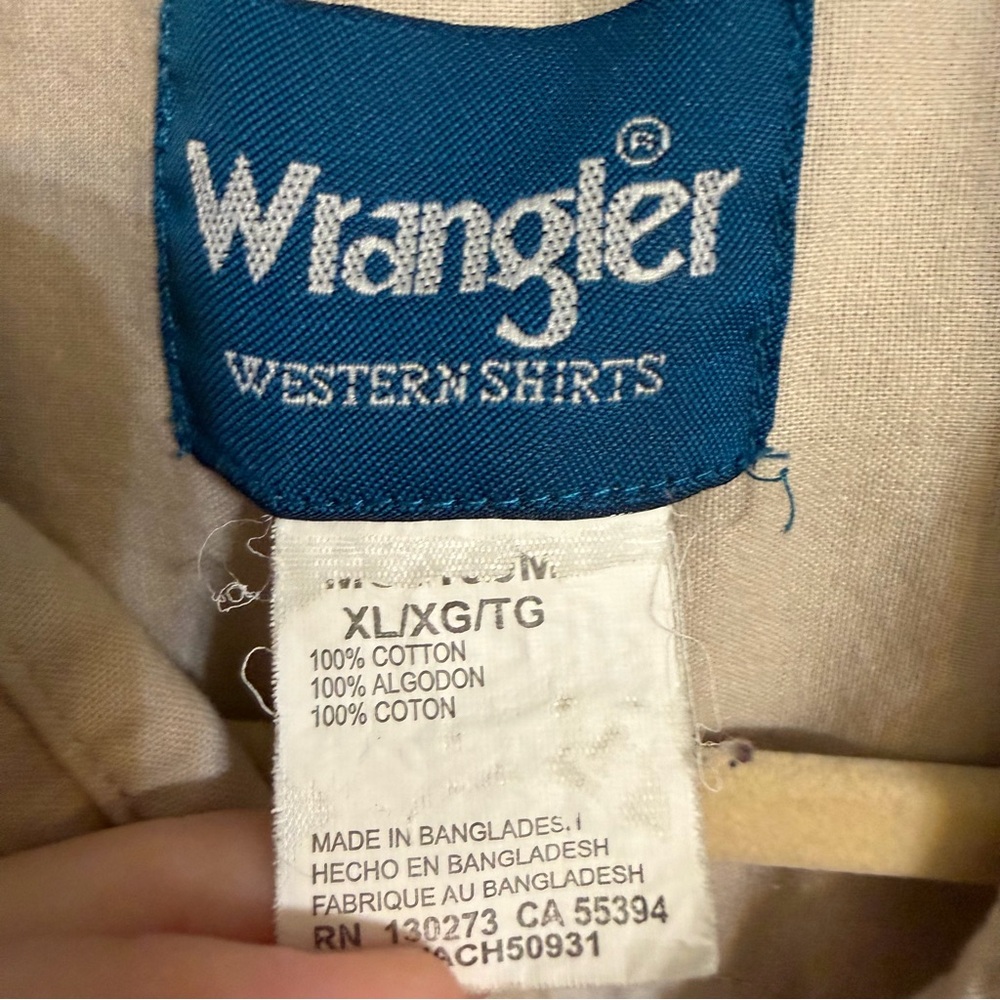 Wrangler®
WESTERN SHIRTS
XL/XG/TG
100% COTTON
100% ALGODON
100% COTON
MADE IN BANGLADES
HECHO EN BANGLADESH
FABRIQUE AU BANGLADESH
RN 130273 CA 55394
ACH50931